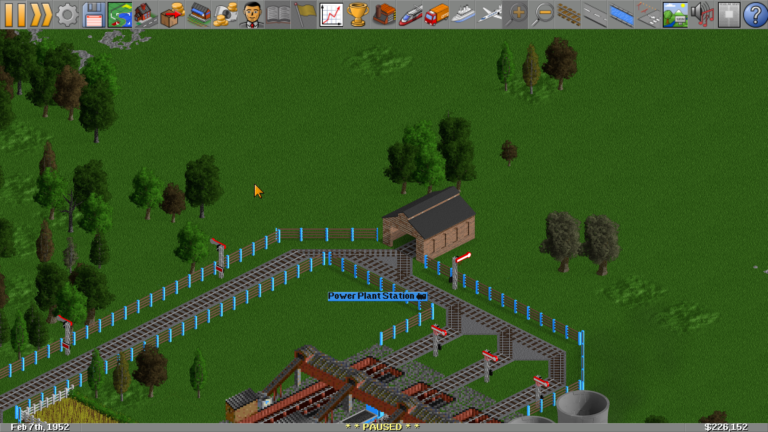 Power Plant Station
Feb 7th, 1952
* * PAUSED * *
$226,152